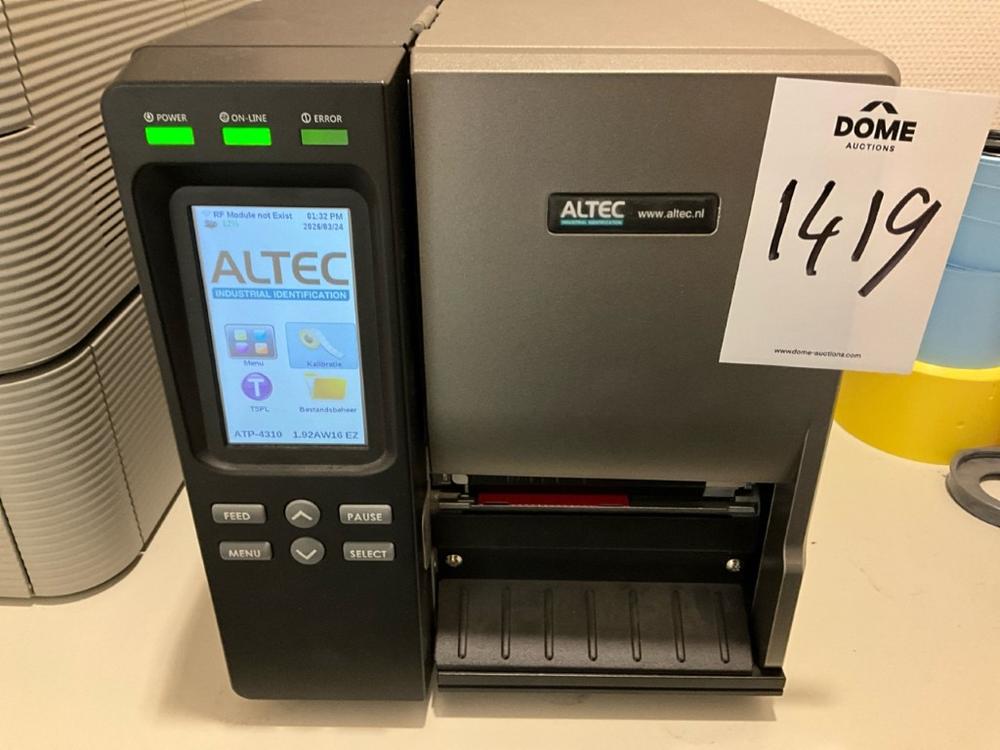 POWER ON-LINE ERROR
RF Module not Exist 01:32 PM
2026/03/24
ALTEC
INDUSTRIAL IDENTIFICATION
Menu Kalibratie
TSPL Bestandsbeheer
ATP-4310 1.92AW16 EZ
FEED PAUSE
MENU SELECT
ALTEC www.altec.nl
INDUSTRIAL IDENTIFICATION
DOME
AUCTIONS
1419
www.dome-auctions.com